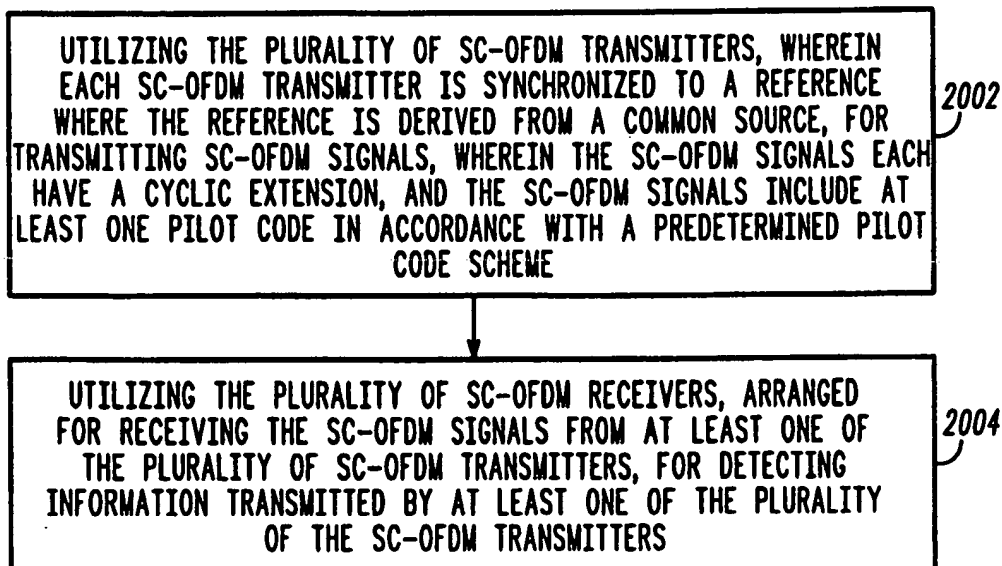 UTILIZING THE PLURALITY OF SC-OFDM TRANSMITTERS, WHEREIN
EACH SC-OFDM TRANSMITTER IS SYNCHRONIZED TO A REFERENCE
WHERE THE REFERENCE IS DERIVED FROM A COMMON SOURCE, FOR
TRANSMITTING SC-OFDM SIGNALS, WHEREIN THE SC-OFDM SIGNALS EACH
HAVE A CYCLIC EXTENSION, AND THE SC-OFDM SIGNALS INCLUDE AT
LEAST ONE PILOT CODE IN ACCORDANCE WITH A PREDETERMINED PILOT
CODE SCHEME
2002
UTILIZING THE PLURALITY OF SC-OFDM RECEIVERS, ARRANGED
FOR RECEIVING THE SC-OFDM SIGNALS FROM AT LEAST ONE OF
THE PLURALITY OF SC-OFDM TRANSMITTERS, FOR DETECTING
INFORMATION TRANSMITTED BY AT LEAST ONE OF THE PLURALITY
OF THE SC-OFDM TRANSMITTERS
2004